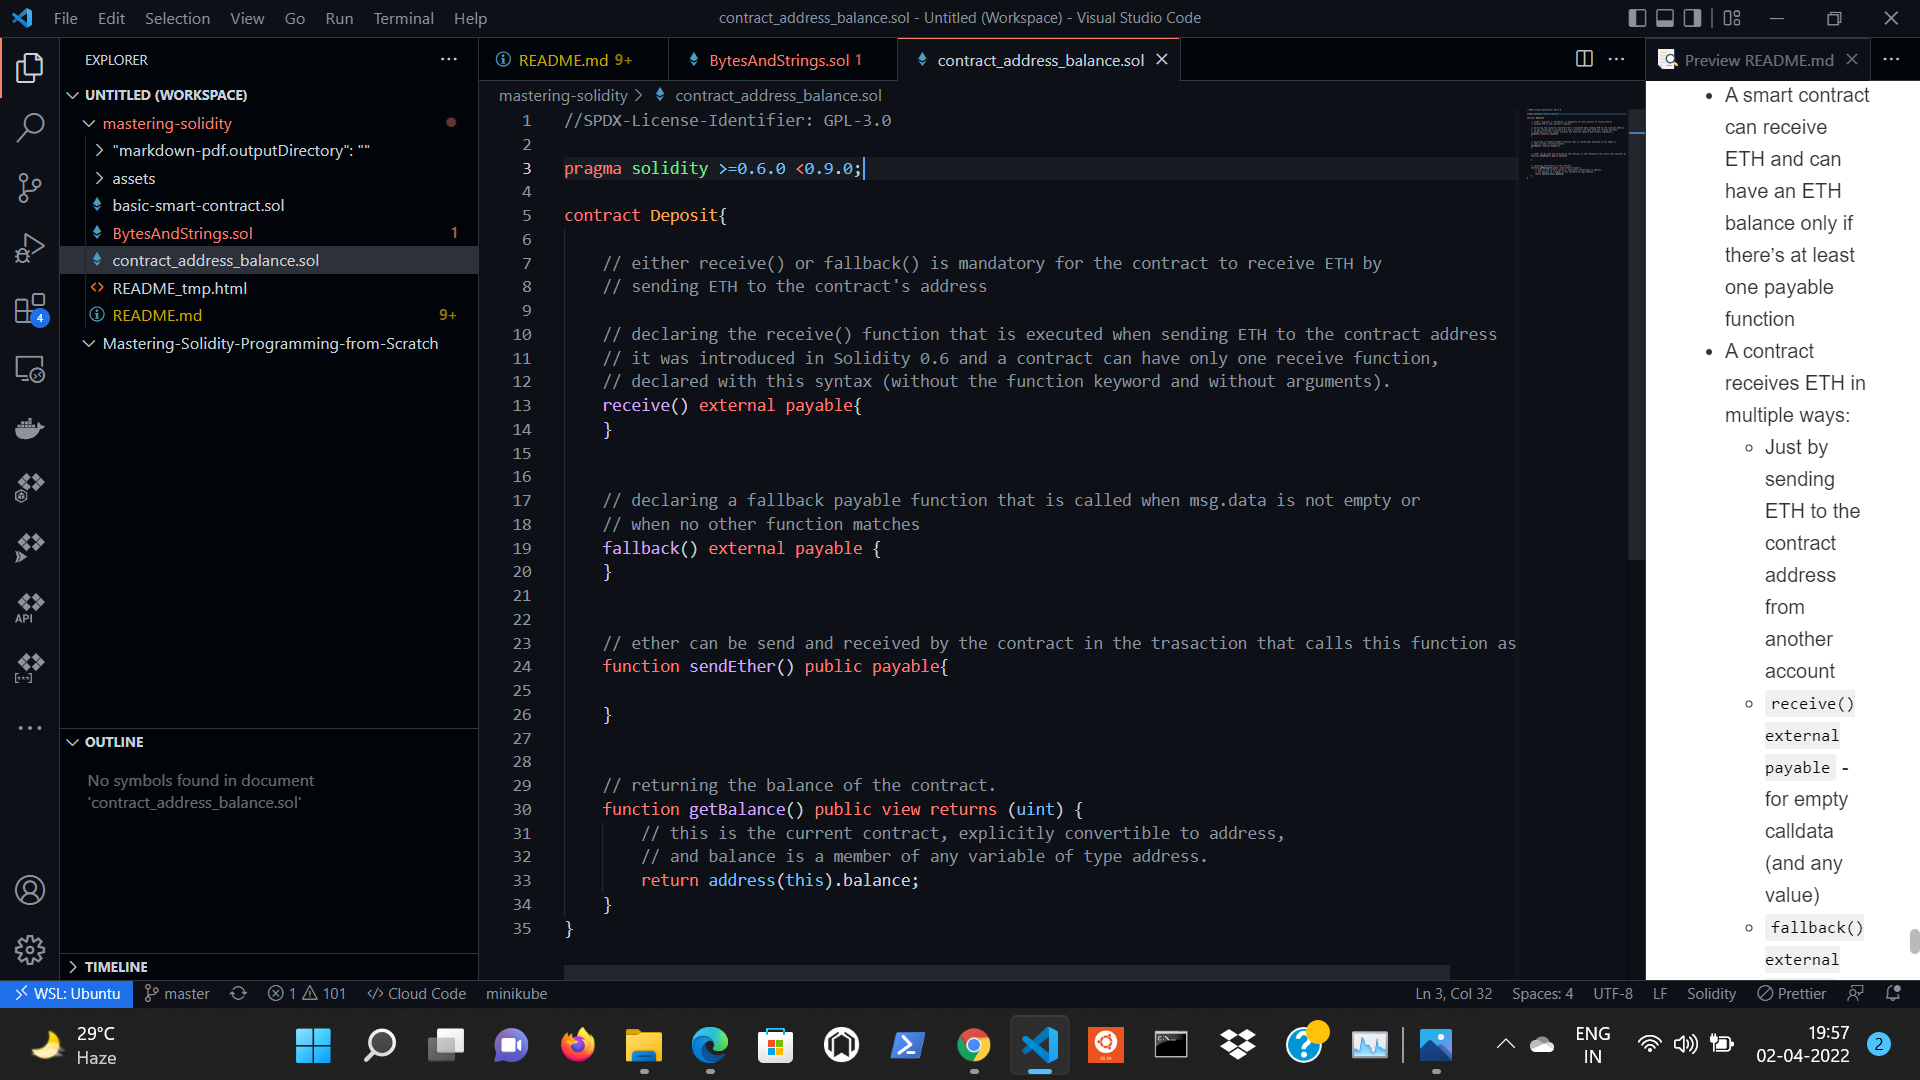 File Edit Selection View Go Run Terminal Help
contract_address_balance.sol - Untitled (Workspace) - Visual Studio Code
EXPLORER
UNTITLED (WORKSPACE)
mastering-solidity
"markdown-pdf.outputDirectory": ""
assets
basic-smart-contract.sol
BytesAndStrings.sol 1
contract_address_balance.sol
README_tmp.html
README.md 9+
Mastering-Solidity-Programming-from-Scratch
4
API
OUTLINE
No symbols found in document
'contract_address_balance.sol'
TIMELINE
README.md 9+
BytesAndStrings.sol 1
contract_address_balance.sol
mastering-solidity > contract_address_balance.sol
1 //SPDX-License-Identifier: GPL-3.0
2
3 pragma solidity >=0.6.0 <0.9.0;
4
5 contract Deposit{
6
7 // either receive() or fallback() is mandatory for the contract to receive ETH by
8 // sending ETH to the contract's address
9
10 // declaring the receive() function that is executed when sending ETH to the contract address
11 // it was introduced in Solidity 0.6 and a contract can have only one receive function,
12 // declared with this syntax (without the function keyword and without arguments).
13 receive() external payable{
14 }
15
16
17 // declaring a fallback payable function that is called when msg.data is not empty or
18 // when no other function matches
19 fallback() external payable {
20 }
21
22
23 // ether can be send and received by the contract in the trasaction that calls this function as
24 function sendEther() public payable{
25
26 }
27
28
29 // returning the balance of the contract.
30 function getBalance() public view returns (uint) {
31 // this is the current contract, explicitly convertible to address,
32 // and balance is a member of any variable of type address.
33 return address(this).balance;
34 }
35 }
Preview README.md
• A smart contract
can receive
ETH and can
have an ETH
balance only if
there's at least
one payable
function
• A contract
receives ETH in
multiple ways:
◦ Just by
sending
ETH to the
contract
address
from
another
account
◦ receive()
external
payable -
for empty
calldata
(and any
value)
◦ fallback()
external
WSL: Ubuntu master 1 101 Cloud Code minikube
Ln 3, Col 32 Spaces: 4 UTF-8 LF Solidity Prettier
29°C
Haze
ENG
IN
19:57
02-04-2022
2